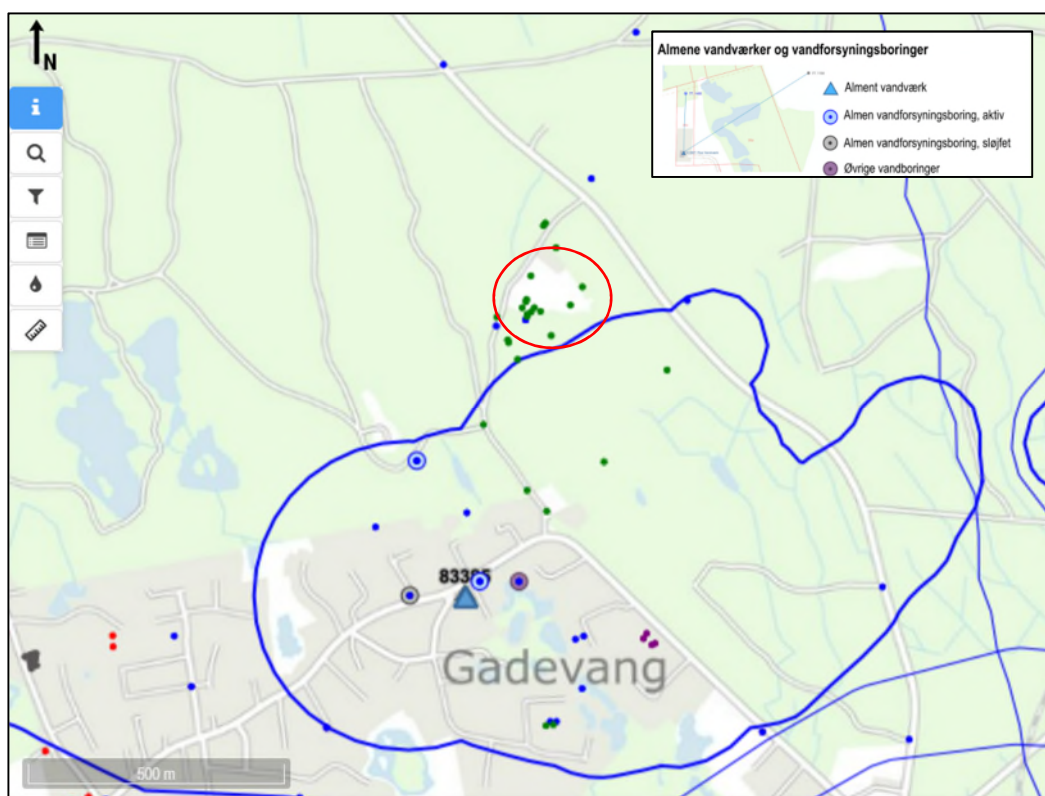 N
i
Almene vandværker og vandforsyningsboringer
Alment vandværk
Almen vandforsyningsboring, aktiv
Almen vandforsyningsboring, sløjfet
Øvrige vandboringer
Gadevang
500 m